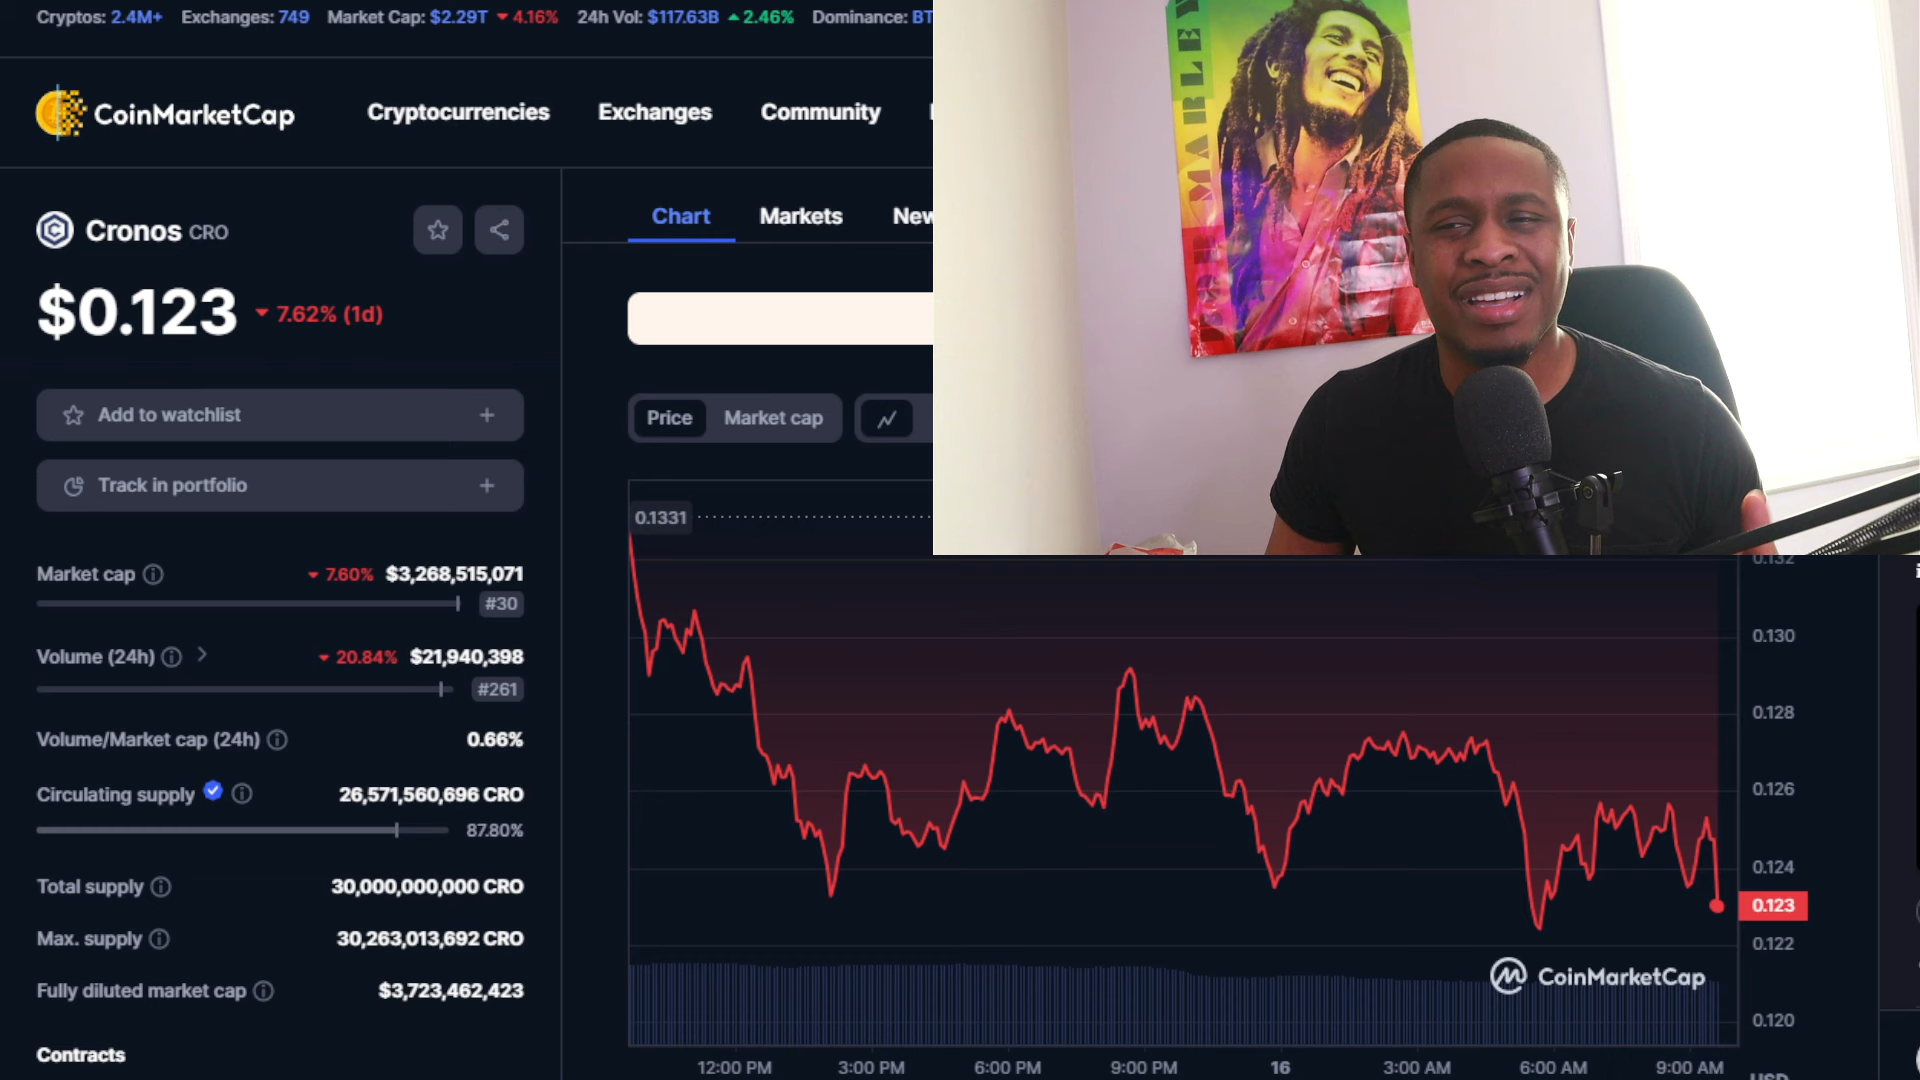 Cryptos: 2.4M+ Exchanges: 749 Market Cap: $2.29T 4.16% 24h Vol: $117.63B 2.46% Dominance: BT
CoinMarketCap
Cryptocurrencies Exchanges Community
Cronos CRO
$0.123 7.62% (1d)
Add to watchlist +
Track in portfolio +
Market cap 7.60% $3,268,515,071
#30
Volume (24h) 20.84% $21,940,398
#261
Volume/Market cap (24h) 0.66%
Circulating supply 26,571,560,696 CRO
87.80%
Total supply 30,000,000,000 CRO
Max. supply 30,263,013,692 CRO
Fully diluted market cap $3,723,462,423
Contracts
Chart Markets New
Price Market cap
0.1331
0.132
0.130
0.128
0.126
0.124
0.123
0.122
0.120
CoinMarketCap
12:00 PM 3:00 PM 6:00 PM 9:00 PM 16 3:00 AM 6:00 AM 9:00 AM
USD
MARLEY